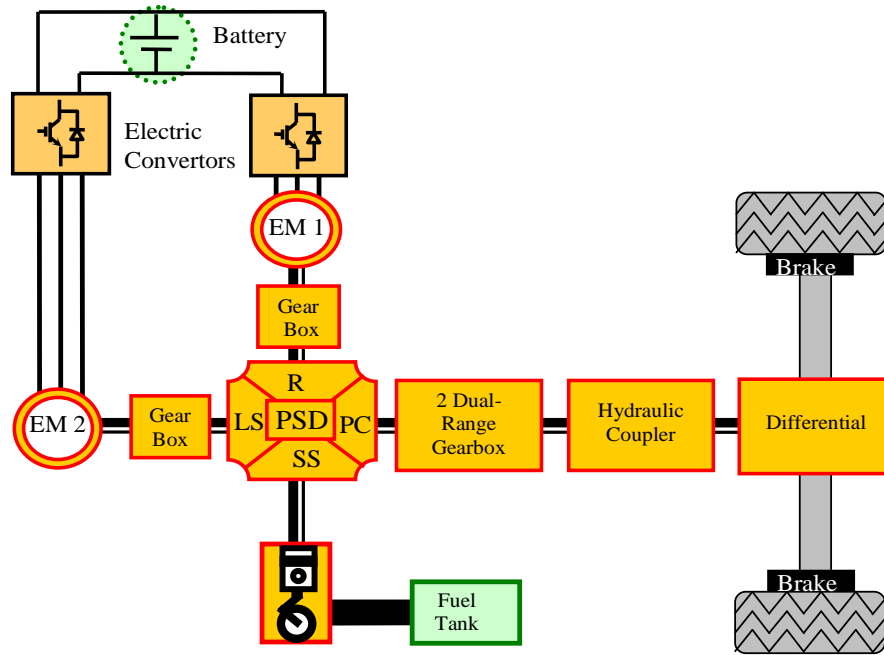 Battery
Electric
Convertors
EM 1
Gear
Box
Brake
R
LS
PSD
PC
SS
EM 2
Gear
Box
2 Dual-
Range
Gearbox
Hydraulic
Coupler
Differential
Brake
Fuel
Tank